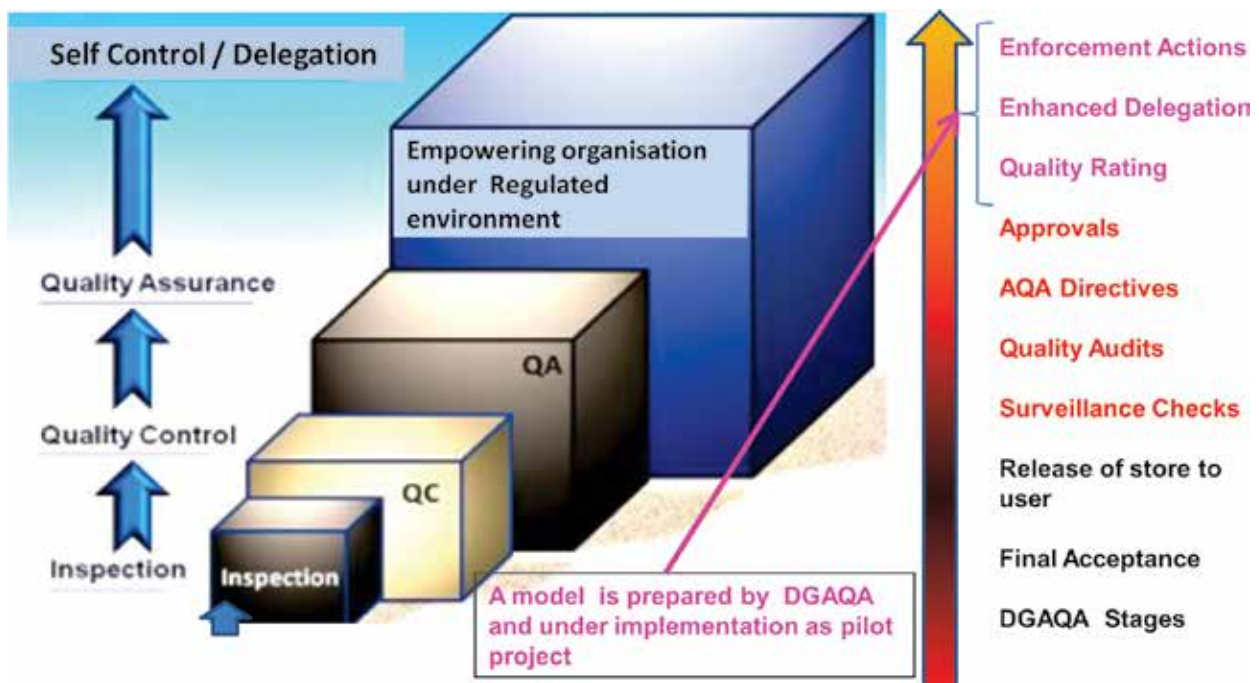 Self Control / Delegation
Quality Assurance
Quality Control
Inspection
Empowering organisation
under Regulated
environment
QA
QC
Inspection
A model is prepared by DGAQA
and under implementation as pilot
project
Enforcement Actions
Enhanced Delegation
Quality Rating
Approvals
AQA Directives
Quality Audits
Surveillance Checks
Release of store to
user
Final Acceptance
DGAQA Stages